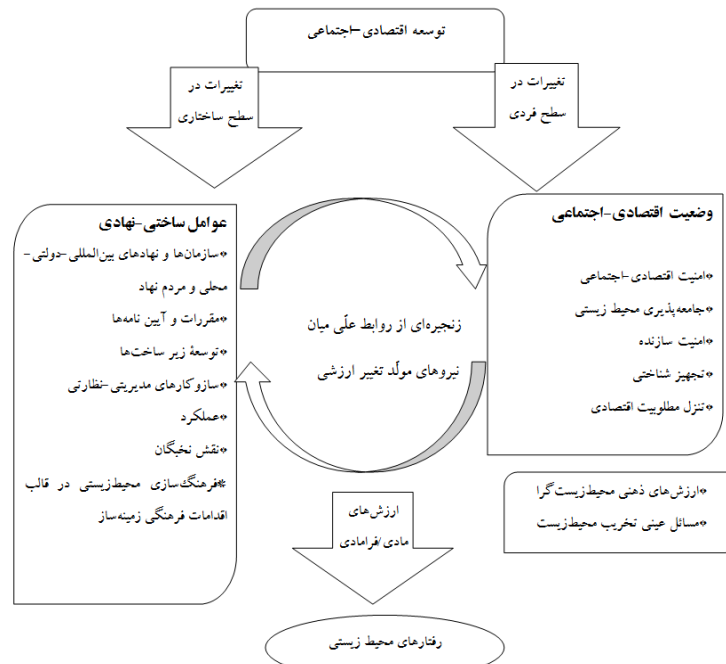 توسعه اقتصادی-اجتماعی
تغییرات در
سطح فردی
تغییرات در
سطح ساختاری
وضعیت اقتصادی-اجتماعی
*امنیت اقتصادی-اجتماعی
*جامعه‌پذیری محیط زیستی
*امنیت سازنده
*تجهیز شناختی
*تنزل مطلوبیت اقتصادی
*ارزش‌های ذهنی محیط‌زیست‌گرا
*مسائل عینی تخریب محیط‌زیست
زنجیره‌ای از روابط علّی میان
نیروهای مولّد تغییر ارزشی
عوامل ساختی-نهادی
*سازمان‌ها و نهادهای بین‌المللی-دولتی-
محلی و مردم نهاد
*مقررات و آیین نامه‌ها
*توسعۀ زیر ساخت‌ها
*سازوکارهای مدیریتی-نظارتی
*عملکرد
*نقش نخبگان
*فرهنگ‌سازی محیط‌زیستی در قالب
اقدامات فرهنگی زمینه‌ساز
ارزش‌های
مادی/فرامادی
رفتارهای محیط زیستی